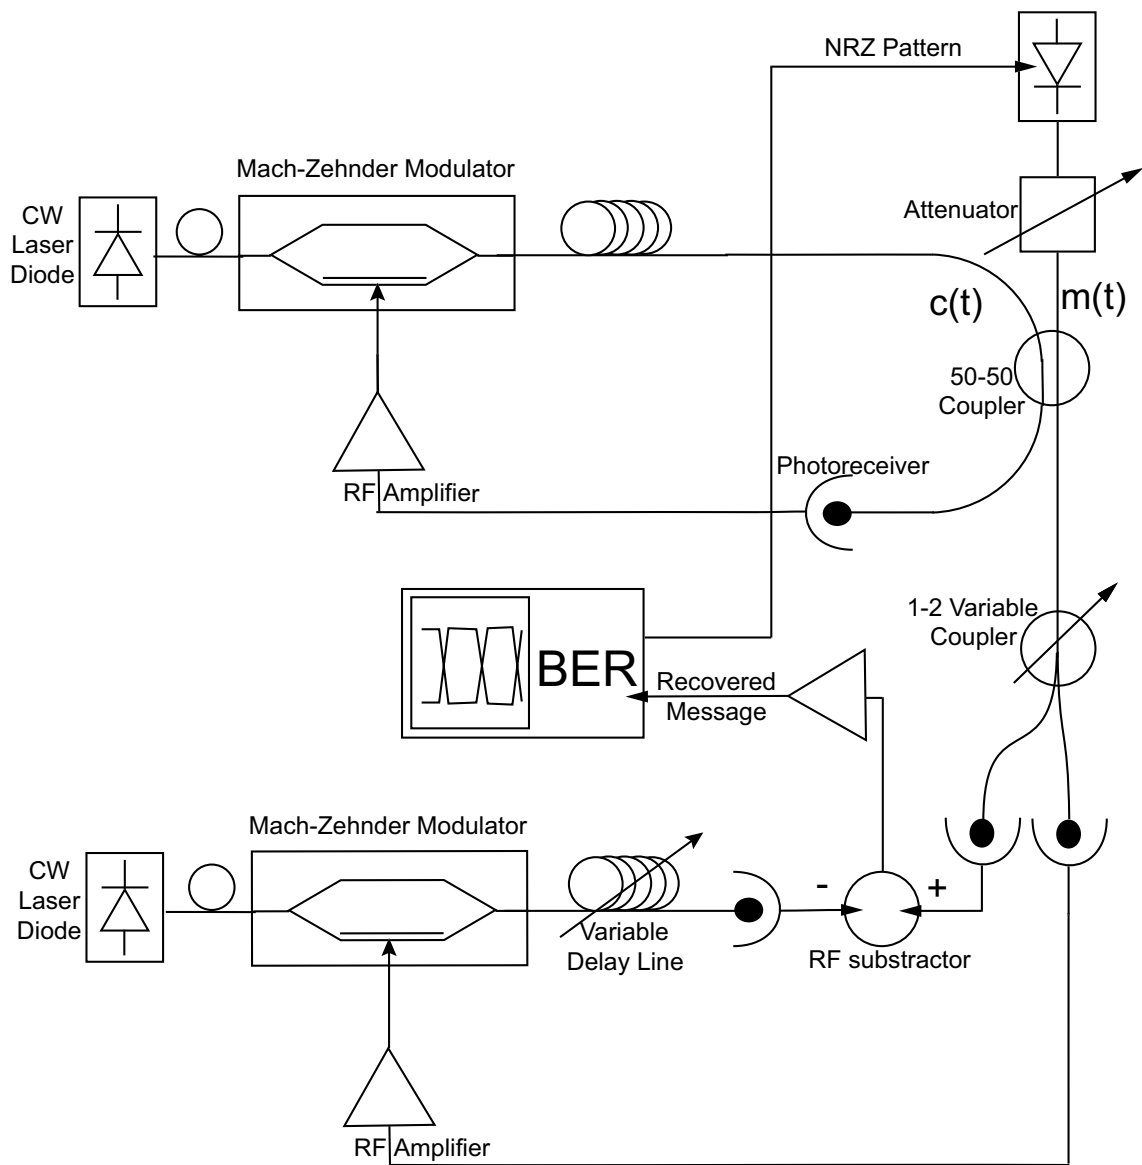 NRZ Pattern
Mach-Zehnder Modulator
CW
Laser
Diode
Attenuator
c(t)
m(t)
50-50
Coupler
Photoreceiver
RF Amplifier
1-2 Variable
Coupler
BER
Recovered
Message
Mach-Zehnder Modulator
CW
Laser
Diode
Variable
Delay Line
-
+
RF substractor
RF Amplifier